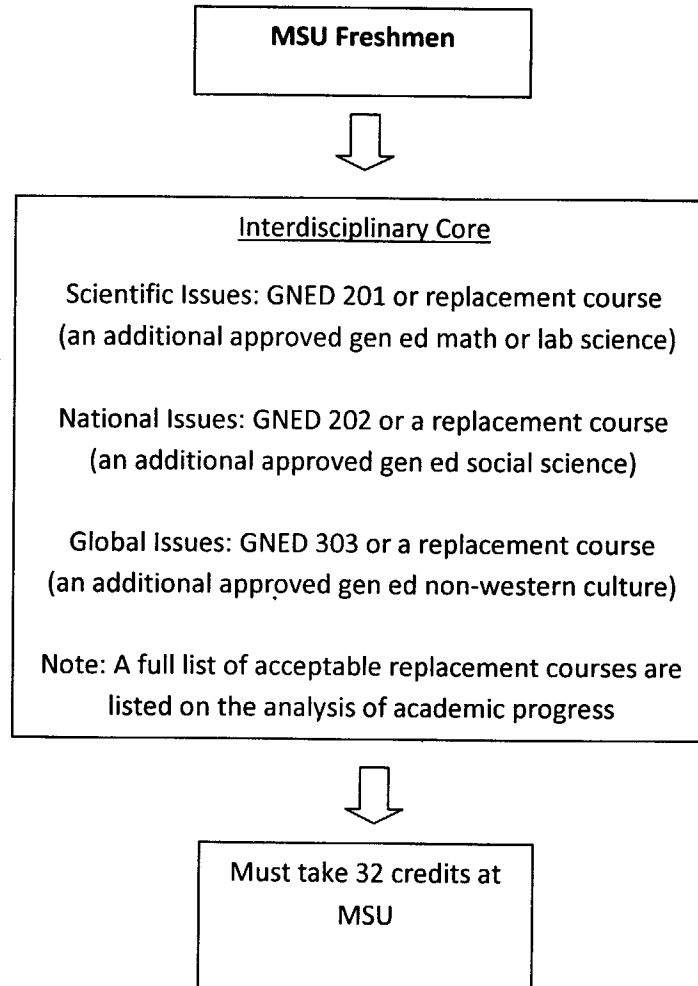 MSU Freshmen
Interdisciplinary Core
Scientific Issues: GNED 201 or replacement course
(an additional approved gen ed math or lab science)
National Issues: GNED 202 or a replacement course
(an additional approved gen ed social science)
Global Issues: GNED 303 or a replacement course
(an additional approved gen ed non-western culture)
Note: A full list of acceptable replacement courses are
listed on the analysis of academic progress
Must take 32 credits at
MSU